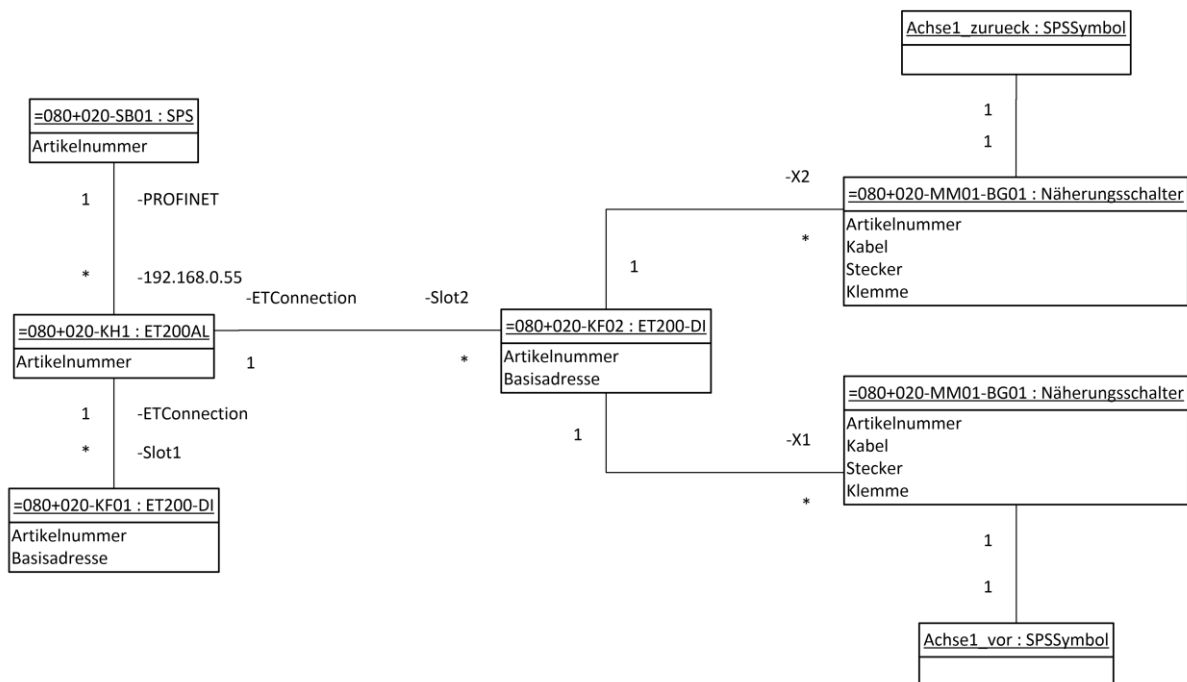 Achse1_zurueck : SPSSymbol
1
1
=080+020-SB01 : SPS
Artikelnummer
1 -PROFINET
* -192.168.0.55
=080+020-KH1 : ET200AL
Artikelnummer
-ETConnection -Slot2
1 *
1 -ETConnection
* -Slot1
=080+020-KF01 : ET200-DI
Artikelnummer
Basisadresse
=080+020-KF02 : ET200-DI
Artikelnummer
Basisadresse
1
-X2
*
=080+020-MM01-BG01 : Näherungsschalter
Artikelnummer
Kabel
Stecker
Klemme
1
-X1
*
=080+020-MM01-BG01 : Näherungsschalter
Artikelnummer
Kabel
Stecker
Klemme
1
1
Achse1_vor : SPSSymbol